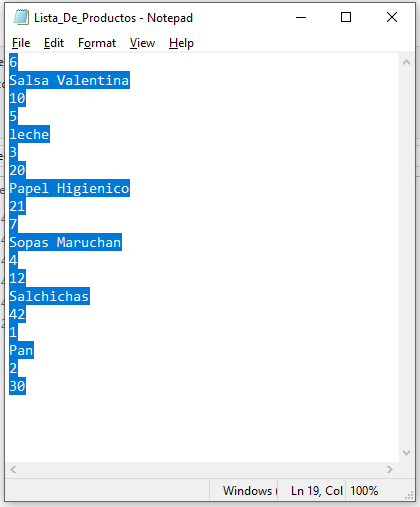 Lista_De_Productos - Notepad
File Edit Format View Help
6
Salsa Valentina
10
5
leche
3
20
Papel Higienico
21
7
Sopas Maruchan
4
12
Salchichas
42
1
Pan
2
30
Windows ( Ln 19, Col 100%